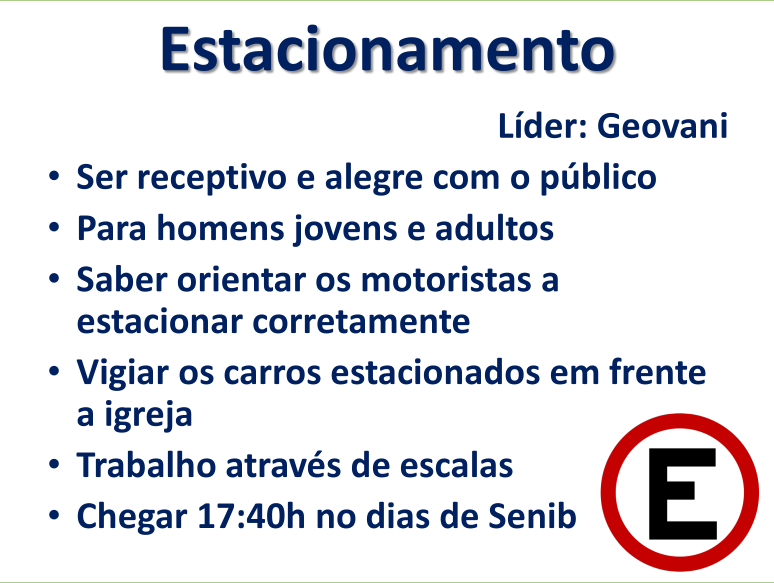 Estacionamento
Líder: Geovani
• Ser receptivo e alegre com o público
• Para homens jovens e adultos
• Saber orientar os motoristas a
estacionar corretamente
• Vigiar os carros estacionados em frente
a igreja
• Trabalho através de escalas
• Chegar 17:40h no dias de Senib
E